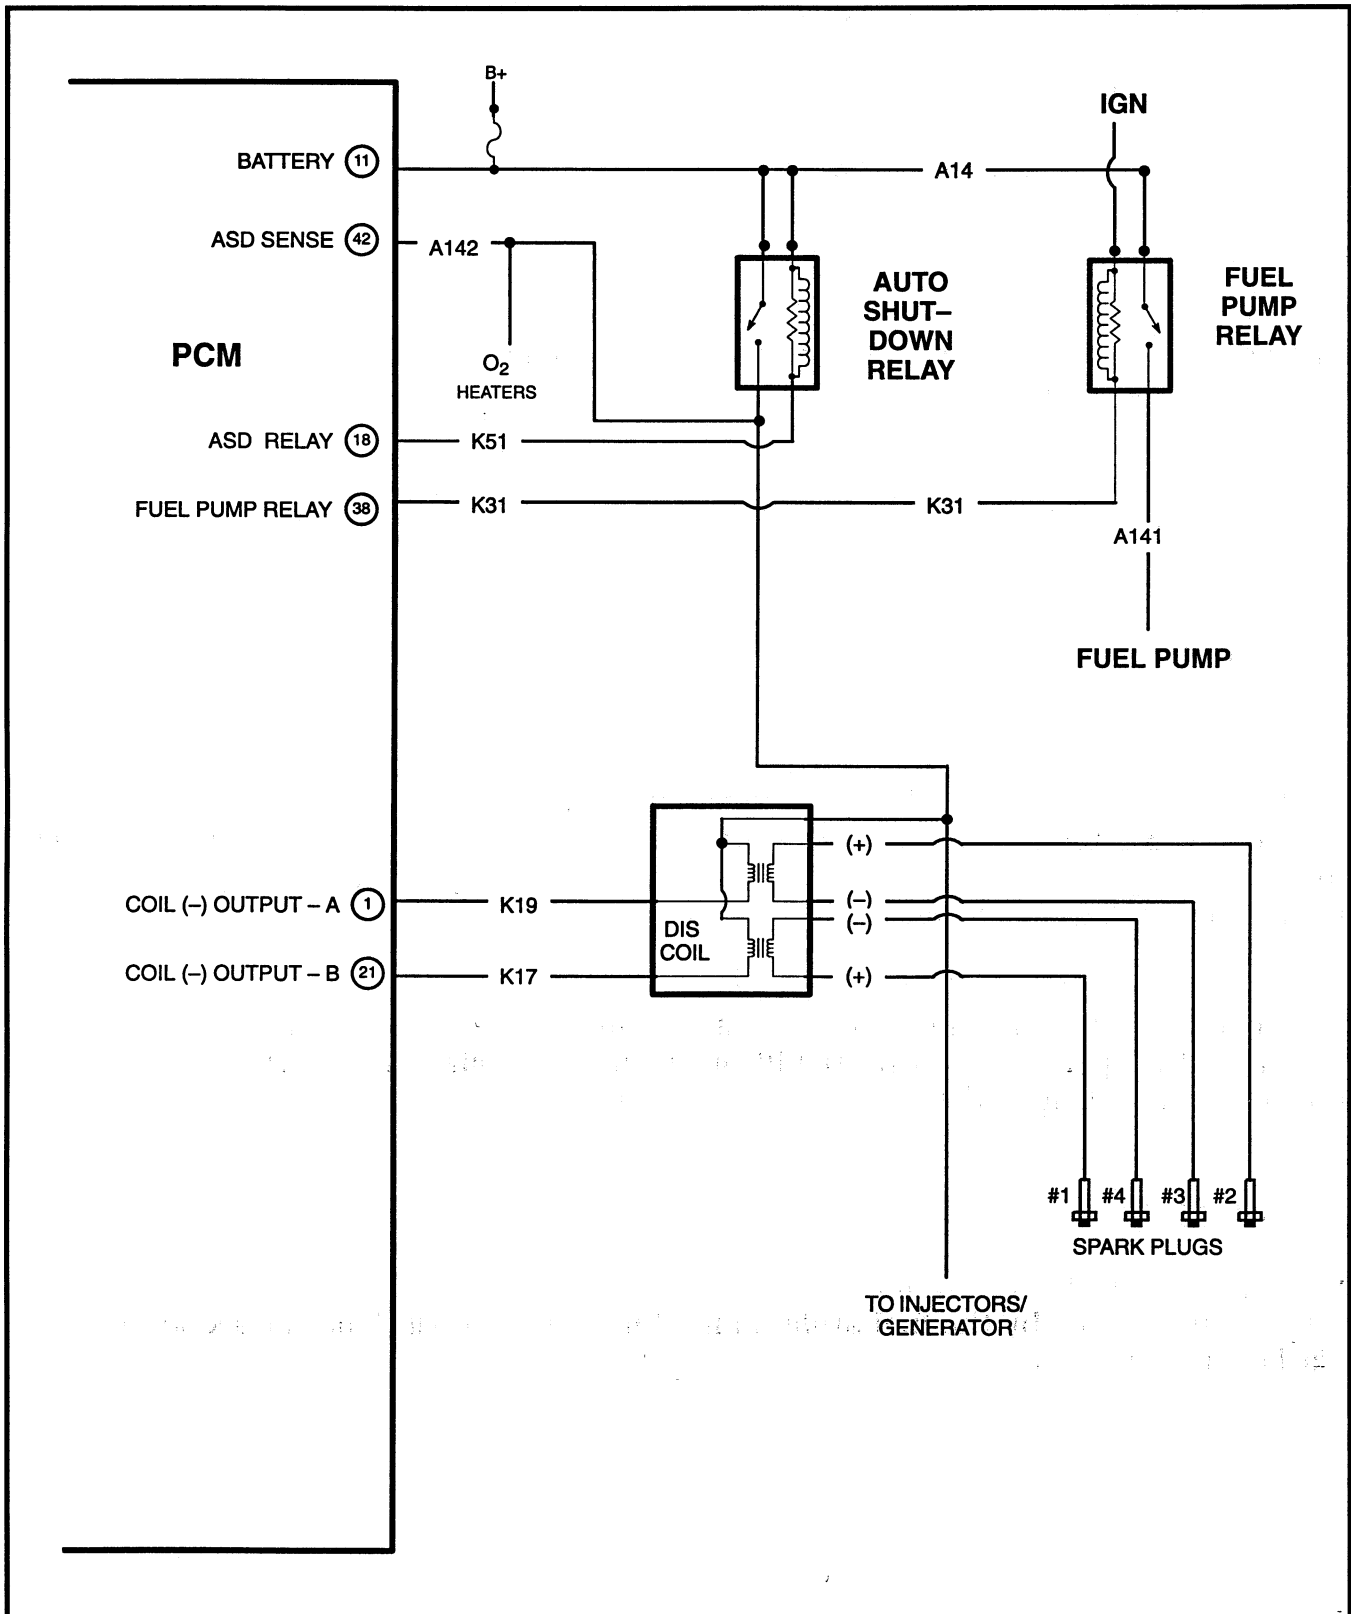 B+
IGN
BATTERY 11
A14
ASD SENSE 42
A142
AUTO
SHUT–
DOWN
RELAY
FUEL
PUMP
RELAY
PCM
O2
HEATERS
ASD RELAY 18
K51
FUEL PUMP RELAY 38
K31
K31
A141
FUEL PUMP
(+)
COIL (–) OUTPUT – A 1
K19
(–)
(–)
DIS
COIL
COIL (–) OUTPUT – B 21
K17
(+)
#1 #4 #3 #2
SPARK PLUGS
TO INJECTORS/
GENERATOR